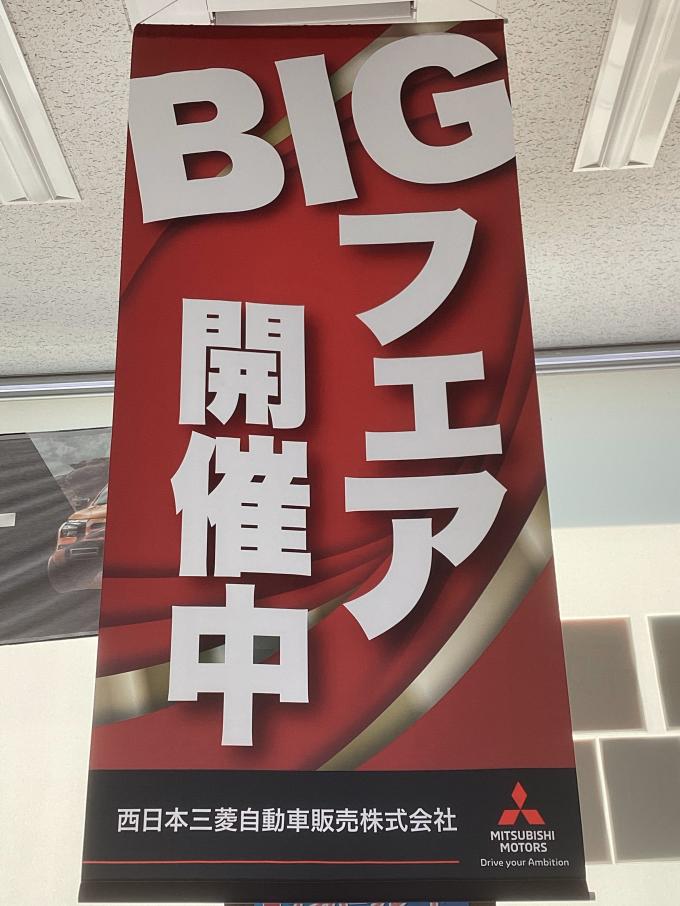 BIG
フェア
開催中
西日本三菱自動車販売株式会社
MITSUBISHI
MOTORS
Drive your Ambition